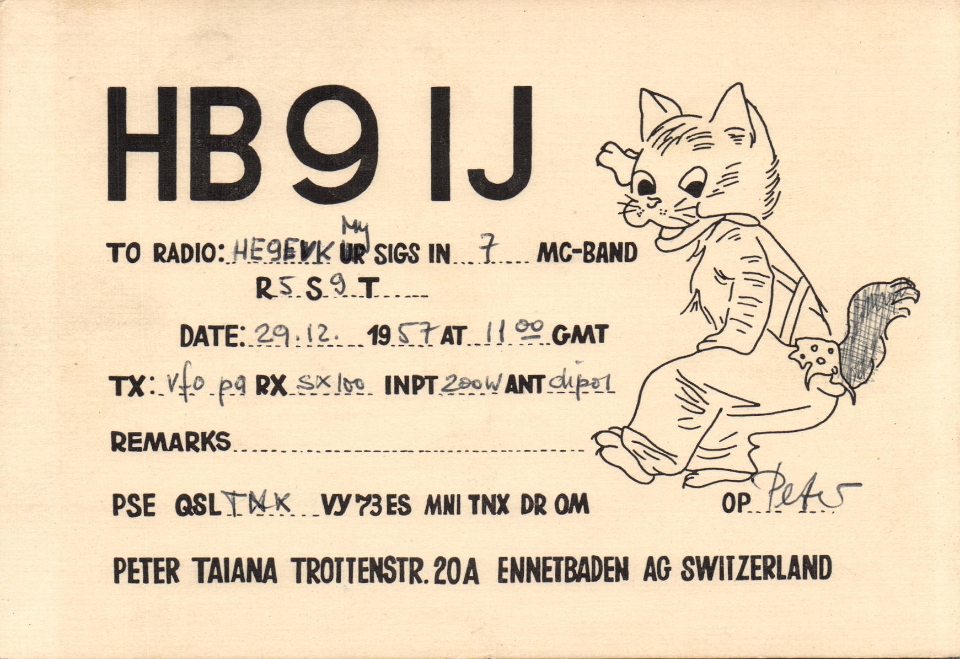 HB9IJ
TO RADIO: HE9EVK My UR SIGS IN 7 MC-BAND
R5 S9 T
DATE: 29.12. 1957 AT 11 00 GMT
TX: vfo pa RX SX100 INPT 200W ANT dipol
REMARKS
PSE QSL TNX VY 73 ES MNI TNX DR OM OP Peter
PETER TAIANA TROTTENSTR. 20A ENNETBADEN AG SWITZERLAND